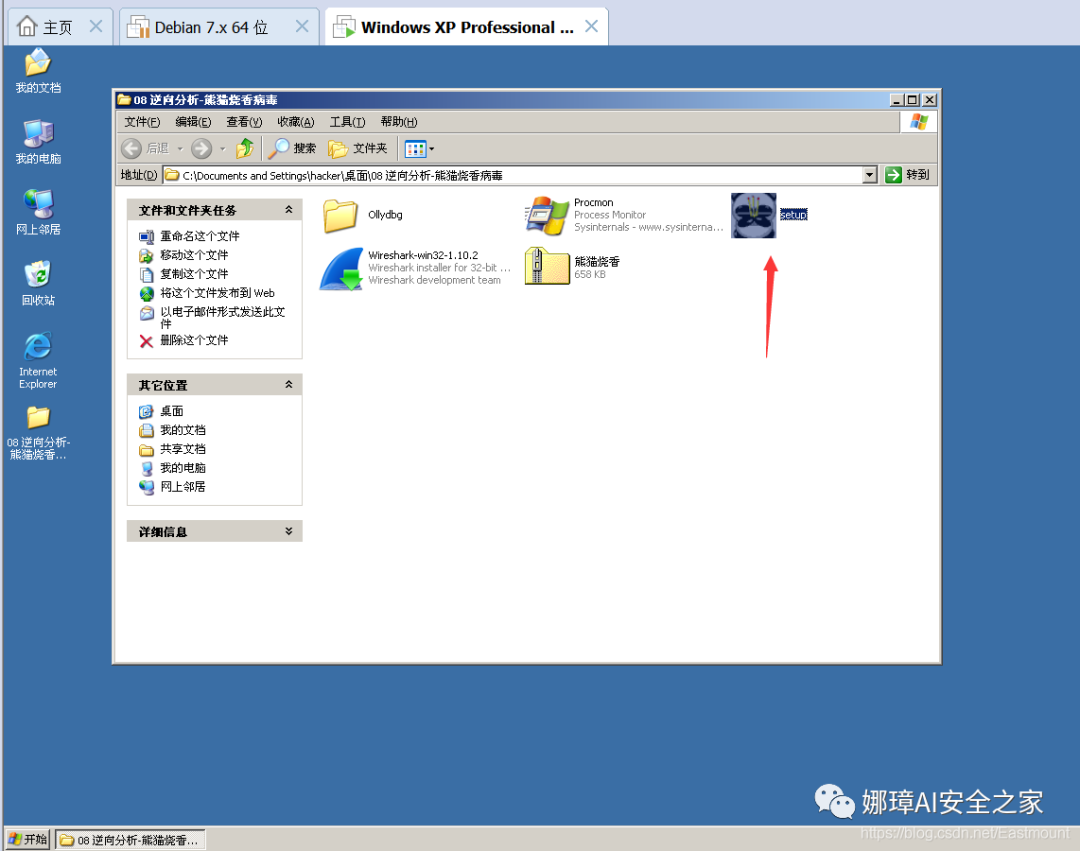 主页
Debian 7.x 64 位
Windows XP Professional ...
我的文档
我的电脑
网上邻居
回收站
Internet
Explorer
08 逆向分析-
熊猫烧香...
08 逆向分析-熊猫烧香病毒
文件(F) 编辑(E) 查看(V) 收藏(A) 工具(T) 帮助(H)
后退 搜索 文件夹
地址(D) C:\Documents and Settings\hacker\桌面\08 逆向分析-熊猫烧香病毒 转到
文件和文件夹任务
重命名这个文件
移动这个文件
复制这个文件
将这个文件发布到 Web
以电子邮件形式发送此文
件
删除这个文件
其它位置
桌面
我的文档
共享文档
我的电脑
网上邻居
详细信息
Ollydbg
Procmon
Process Monitor
Sysinternals - www.sysinterna...
setup
Wireshark-win32-1.10.2
Wireshark installer for 32-bit ...
Wireshark development team
熊猫烧香
658 KB
娜璋AI安全之家
https://blog.csdn.net/Eastmount
开始
08 逆向分析-熊猫烧香...